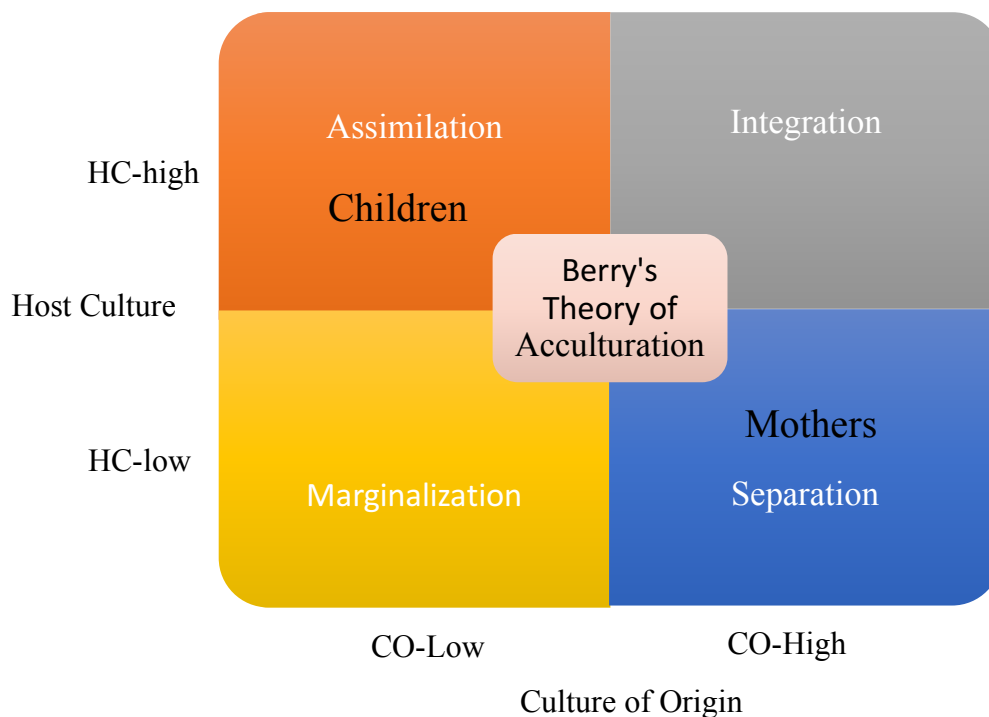 Assimilation
Integration
HC-high
Children
Berry's
Theory of
Acculturation
Host Culture
Mothers
HC-low
Marginalization
Separation
CO-Low
CO-High
Culture of Origin